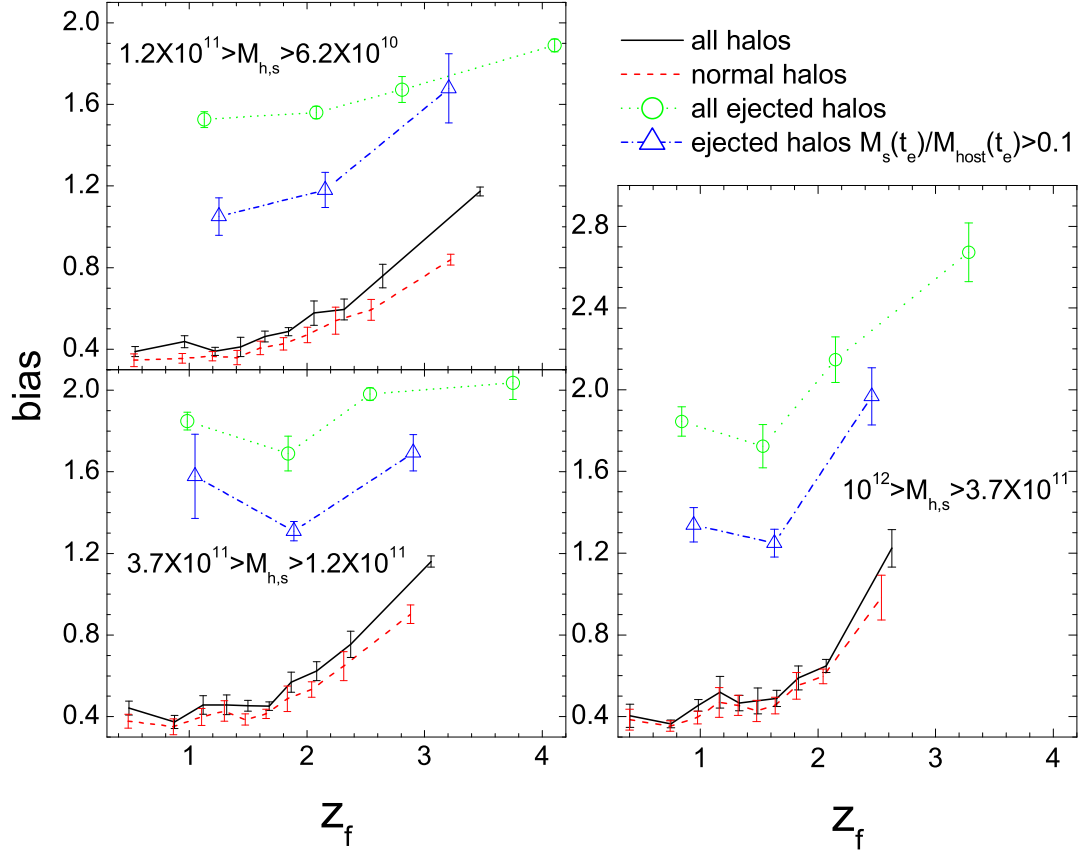 1.2X10¹¹>M_h,s>6.2X10¹⁰
all halos
normal halos
all ejected halos
ejected halos M_s(t_e)/M_host(t_e)>0.1
2.0
1.6
1.2
0.8
0.4
bias
2.0
1.6
1.2
0.8
0.4
3.7X10¹¹>M_h,s>1.2X10¹¹
1 2 3 4
z_f
2.8
2.4
2.0
1.6
1.2
0.8
0.4
10¹²>M_h,s>3.7X10¹¹
1 2 3 4
z_f